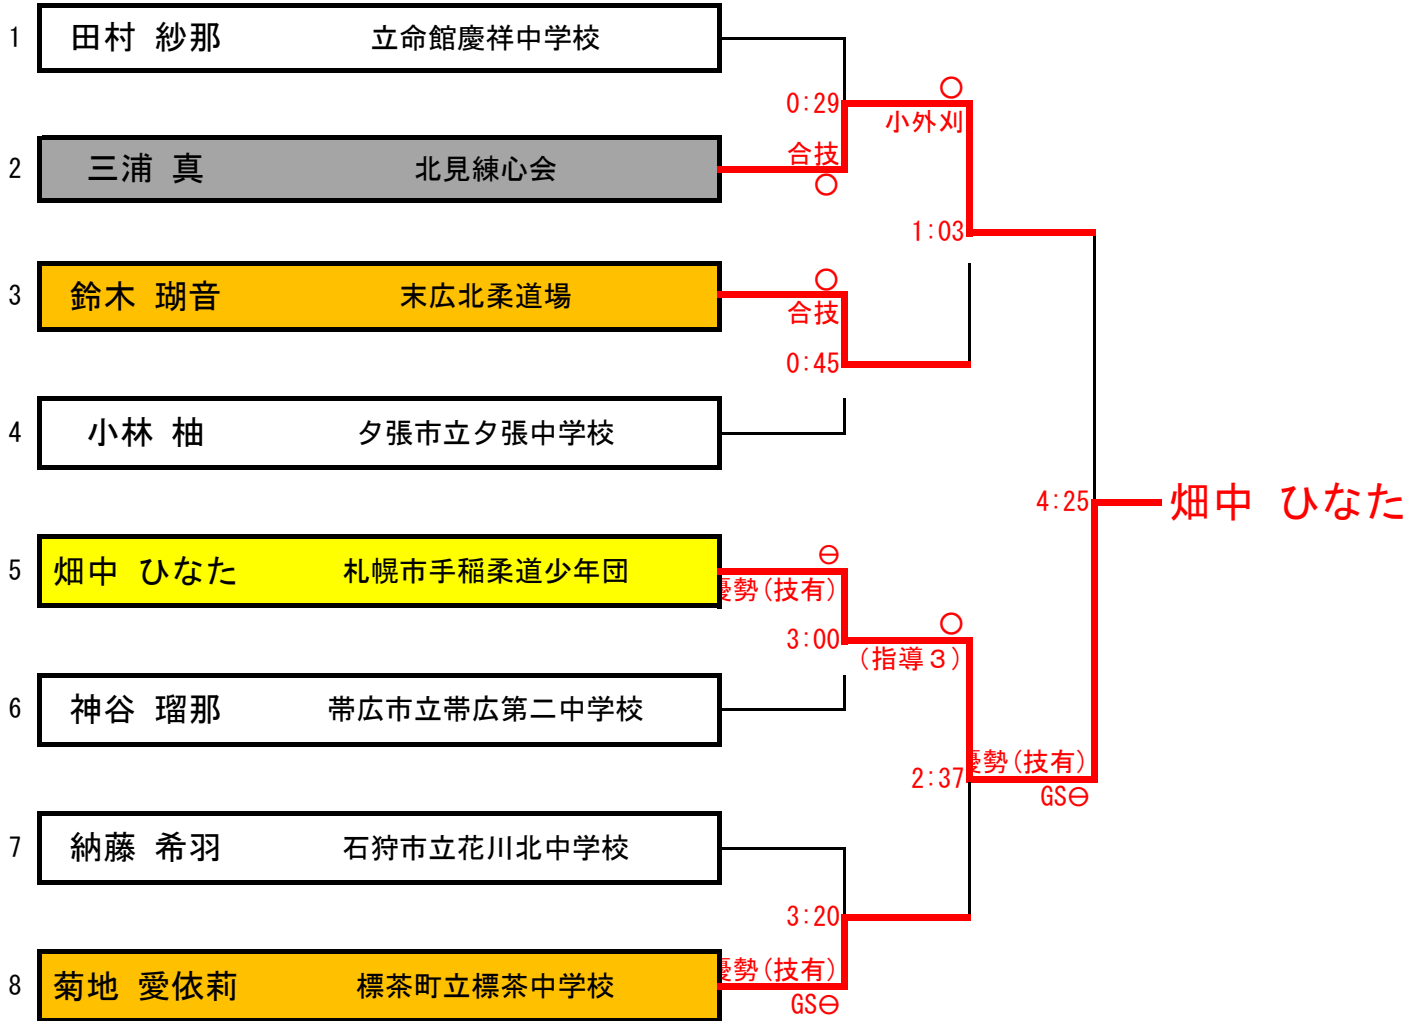 1 田村 紗那 立命館慶祥中学校
0:29
○
小外刈
2 三浦 真 北見練心会
合技
○
1:03
3 鈴木 瑚音 末広北柔道場
○
合技
0:45
4 小林 柚 夕張市立夕張中学校
4:25
畑中 ひなた
5 畑中 ひなた 札幌市手稲柔道少年団
⊖
優勢(技有)
3:00
○
(指導3)
6 神谷 瑠那 帯広市立帯広第二中学校
2:37
優勢(技有)
GS⊖
7 納藤 希羽 石狩市立花川北中学校
3:20
8 菊地 愛依莉 標茶町立標茶中学校
優勢(技有)
GS⊖